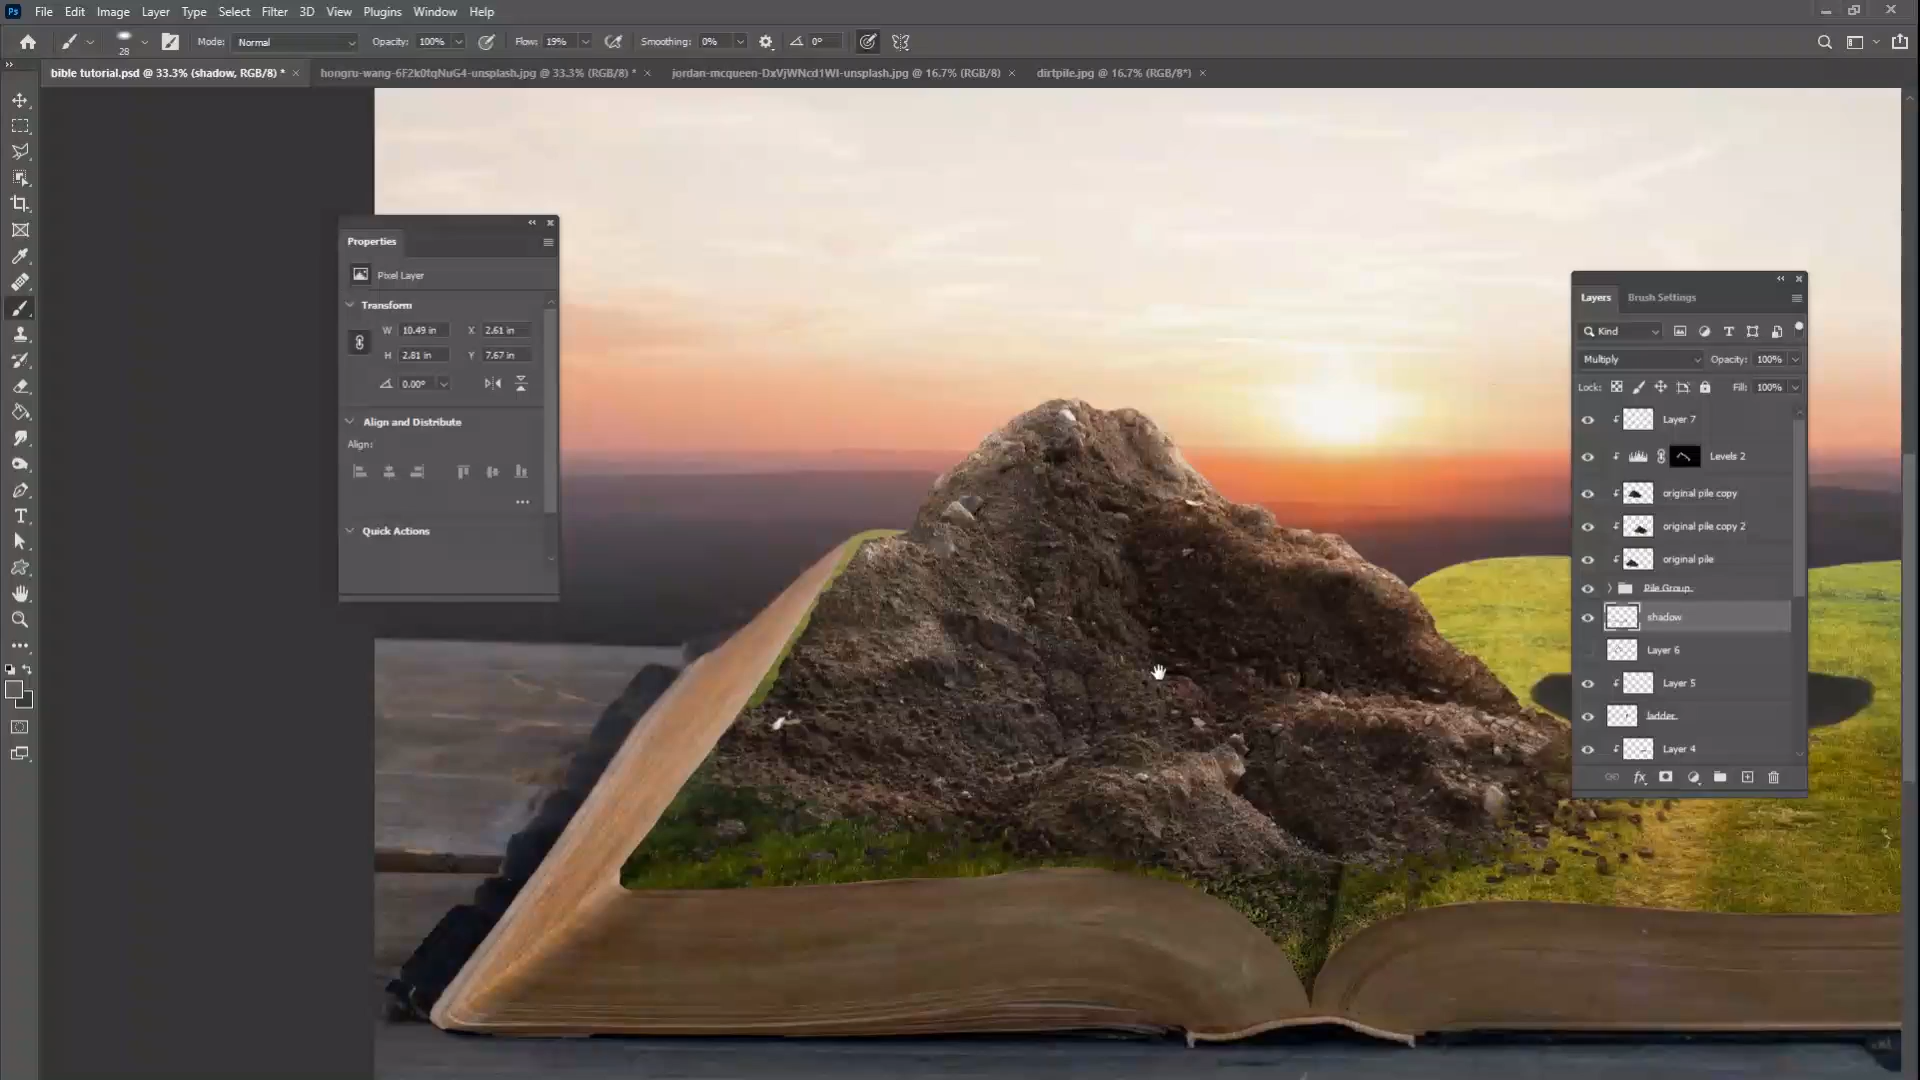 Ps File Edit Image Layer Type Select Filter 3D View Plugins Window Help
28 Mode: Normal Opacity: 100% Flow: 19% Smoothing: 0% 0°
bible tutorial.psd @ 33.3% (shadow, RGB/8) * hongru-wang-6F2k0tqNuG4-unsplash.jpg @ 33.3% (RGB/8) * jordan-mcqueen-DxVjWNcd1WI-unsplash.jpg @ 16.7% (RGB/8) dirtpile.jpg @ 16.7% (RGB/8*)
Properties
Pixel Layer
Transform
W 10.49 in X 2.61 in
H 2.81 in Y 7.67 in
0.00°
Align and Distribute
Align:
Quick Actions
Layers Brush Settings
Kind
Multiply Opacity: 100%
Lock: Fill: 100%
Layer 7
Levels 2
original pile copy
original pile copy 2
original pile
Pile Group
shadow
Layer 6
Layer 5
ladder
Layer 4
fx